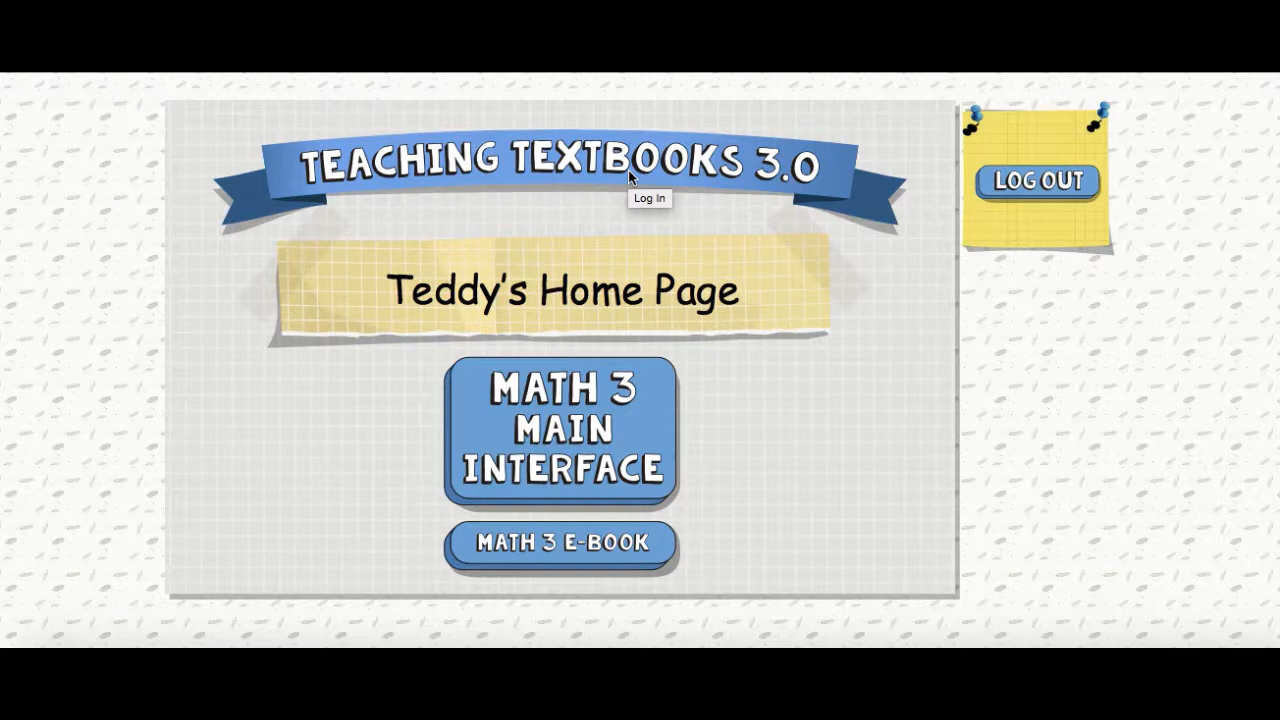 TEACHING TEXTBOOKS 3.0
Log In
LOG OUT
Teddy's Home Page
MATH 3
MAIN
INTERFACE
MATH 3 E-BOOK